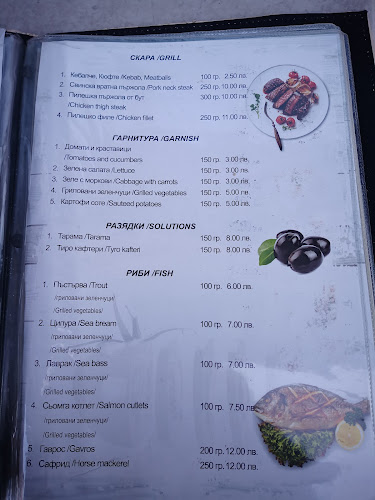 СКАРА /GRILL
1. Кебапче, Кюфте /Kebab, Meatballs 100 гр. 2.50 лв.
2. Свинска вратна пържола /Pork neck steak 250 гр. 10.00 лв.
3. Пилешка пържола от бут 300 гр. 10.00 лв.
/Chicken thigh steak
4. Пилешко филе /Chicken fillet 250 гр. 11.00 лв.
ГАРНИТУРА /GARNISH
1. Домати и краставици
/Tomatoes and cucumbers 150 гр. 3.00 лв.
2. Зелена салата /Lettuce 150 гр. 3.00 лв.
3. Зеле с моркови /Cabbage with carrots 150 гр. 3.00 лв.
4. Гриловани зеленчуци /Grilled vegetables 150 гр. 5.00 лв.
5. Картофи соте /Sauteed potatoes 150 гр. 5.00 лв.
РАЗЯДКИ /SOLUTIONS
1. Тарама /Tarama 150 гр. 8.00 лв.
2. Тиро кафтери /Tyro kafteri 150 гр. 8.00 лв.
РИБИ /FISH
1. Пъстърва /Trout 100 гр. 6.00 лв.
/гриловани зеленчуци/
/Grilled vegetables/
2. Ципура /Sea bream 100 гр. 7.00 лв.
/гриловани зеленчуци/
/Grilled vegetables/
3. Лаврак /Sea bass 100 гр. 7.00 лв.
/гриловани зеленчуци/
/Grilled vegetables/
4. Сьомга котлет /Salmon cutlets 100 гр. 7.50 лв.
/гриловани зеленчуци/
/Grilled vegetables/
5. Гаврос /Gavros 200 гр. 12.00 лв.
6. Сафрид /Horse mackerel 250 гр. 12.00 лв.